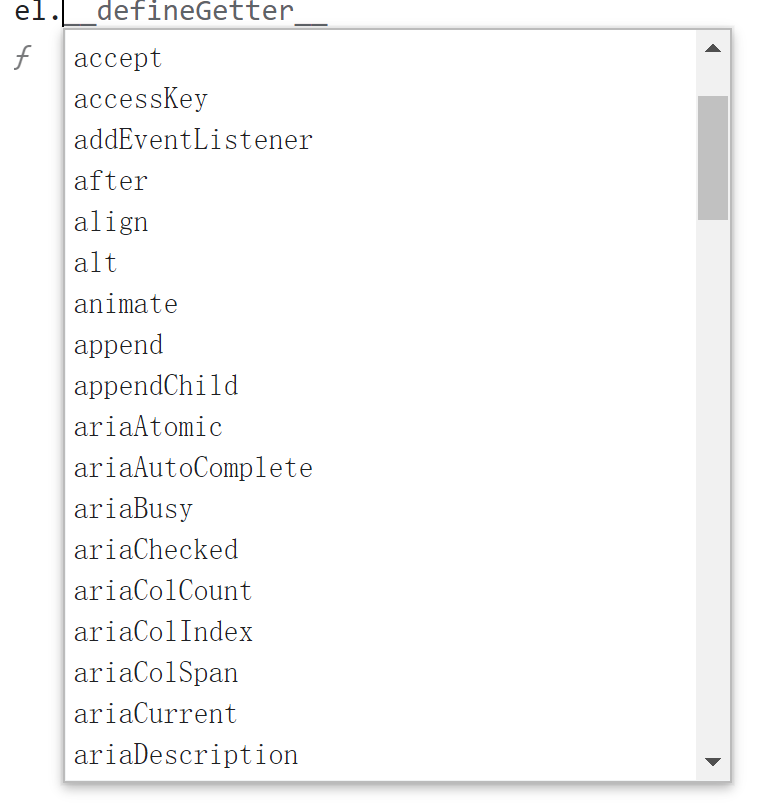 el.__defineGetter__
f
accept
accessKey
addEventListener
after
align
alt
animate
append
appendChild
ariaAtomic
ariaAutoComplete
ariaBusy
ariaChecked
ariaColCount
ariaColIndex
ariaColSpan
ariaCurrent
ariaDescription